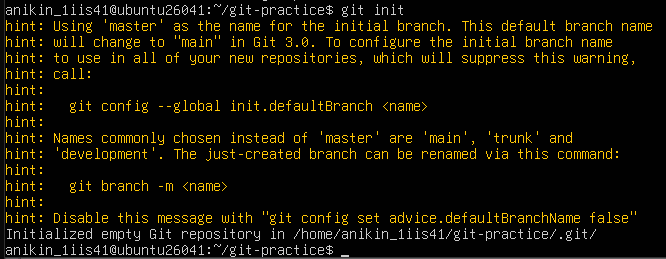 anikin_1iis41@ubuntu26041:~/git-practice$ git init
hint: Using 'master' as the name for the initial branch. This default branch name
hint: will change to "main" in Git 3.0. To configure the initial branch name
hint: to use in all of your new repositories, which will suppress this warning,
hint: call:
hint:
hint:   git config --global init.defaultBranch <name>
hint:
hint: Names commonly chosen instead of 'master' are 'main', 'trunk' and
hint: 'development'. The just-created branch can be renamed via this command:
hint:
hint:   git branch -m <name>
hint:
hint: Disable this message with "git config set advice.defaultBranchName false"
Initialized empty Git repository in /home/anikin_1iis41/git-practice/.git/
anikin_1iis41@ubuntu26041:~/git-practice$ _